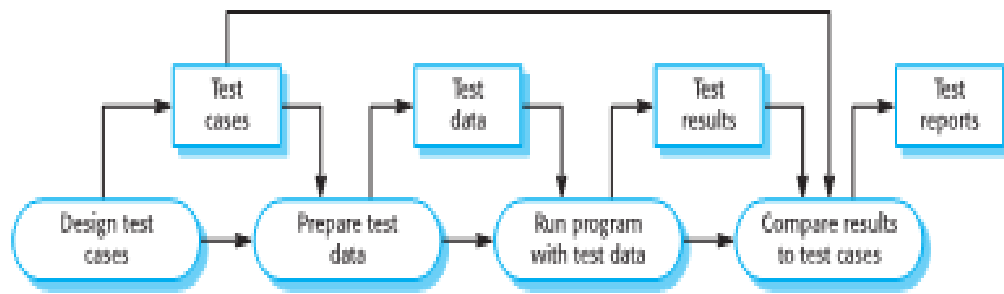 Test
cases
Test
data
Test
results
Test
reports
Design test
cases
Prepare test
data
Run program
with test data
Compare results
to test cases